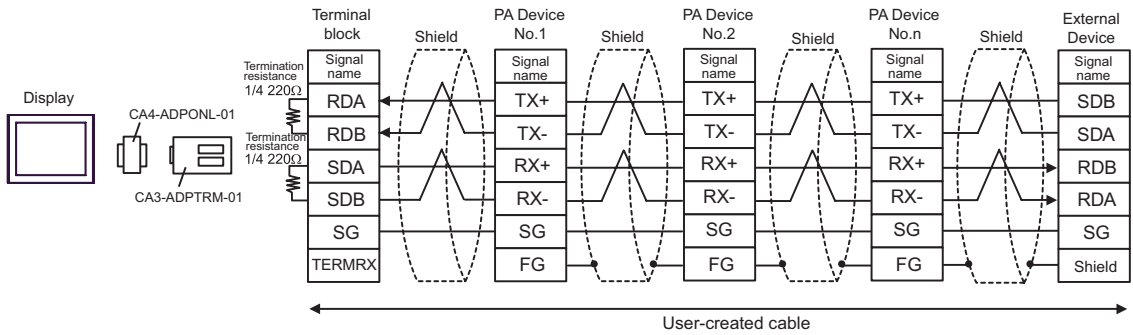 Display
CA4-ADPONL-01
CA3-ADPTRM-01
Termination
resistance
1/4 220Ω
Termination
resistance
1/4 220Ω
Terminal
block
Signal
name
RDA
RDB
SDA
SDB
SG
TERMRX
Shield
PA Device
No.1
Signal
name
TX+
TX-
RX+
RX-
SG
FG
Shield
PA Device
No.2
Signal
name
TX+
TX-
RX+
RX-
SG
FG
Shield
PA Device
No.n
Signal
name
TX+
TX-
RX+
RX-
SG
FG
Shield
External
Device
Signal
name
SDB
SDA
RDB
RDA
SG
Shield
User-created cable